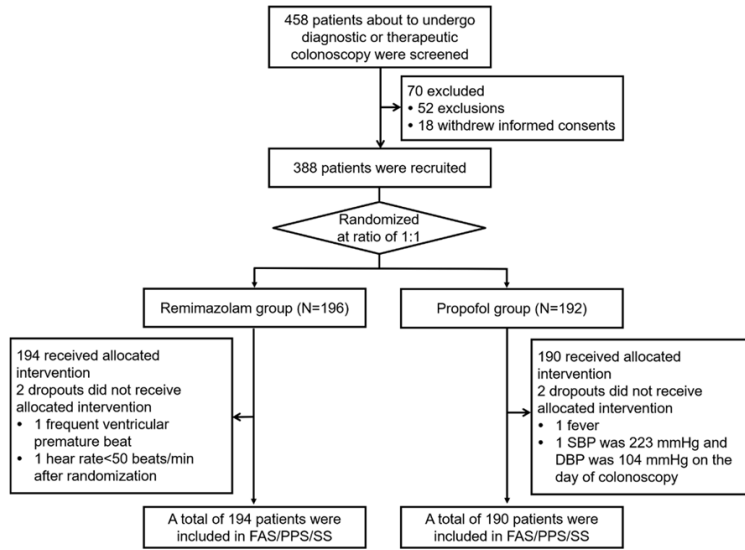 458 patients about to undergo
diagnostic or therapeutic
colonoscopy were screened
70 excluded
• 52 exclusions
• 18 withdrew informed consents
388 patients were recruited
Randomized
at ratio of 1:1
Remimazolam group (N=196)
Propofol group (N=192)
194 received allocated
intervention
2 dropouts did not receive
allocated intervention
• 1 frequent ventricular
premature beat
• 1 hear rate<50 beats/min
after randomization
190 received allocated
intervention
2 dropouts did not receive
allocated intervention
• 1 fever
• 1 SBP was 223 mmHg and
DBP was 104 mmHg on the
day of colonoscopy
A total of 194 patients were
included in FAS/PPS/SS
A total of 190 patients were
included in FAS/PPS/SS